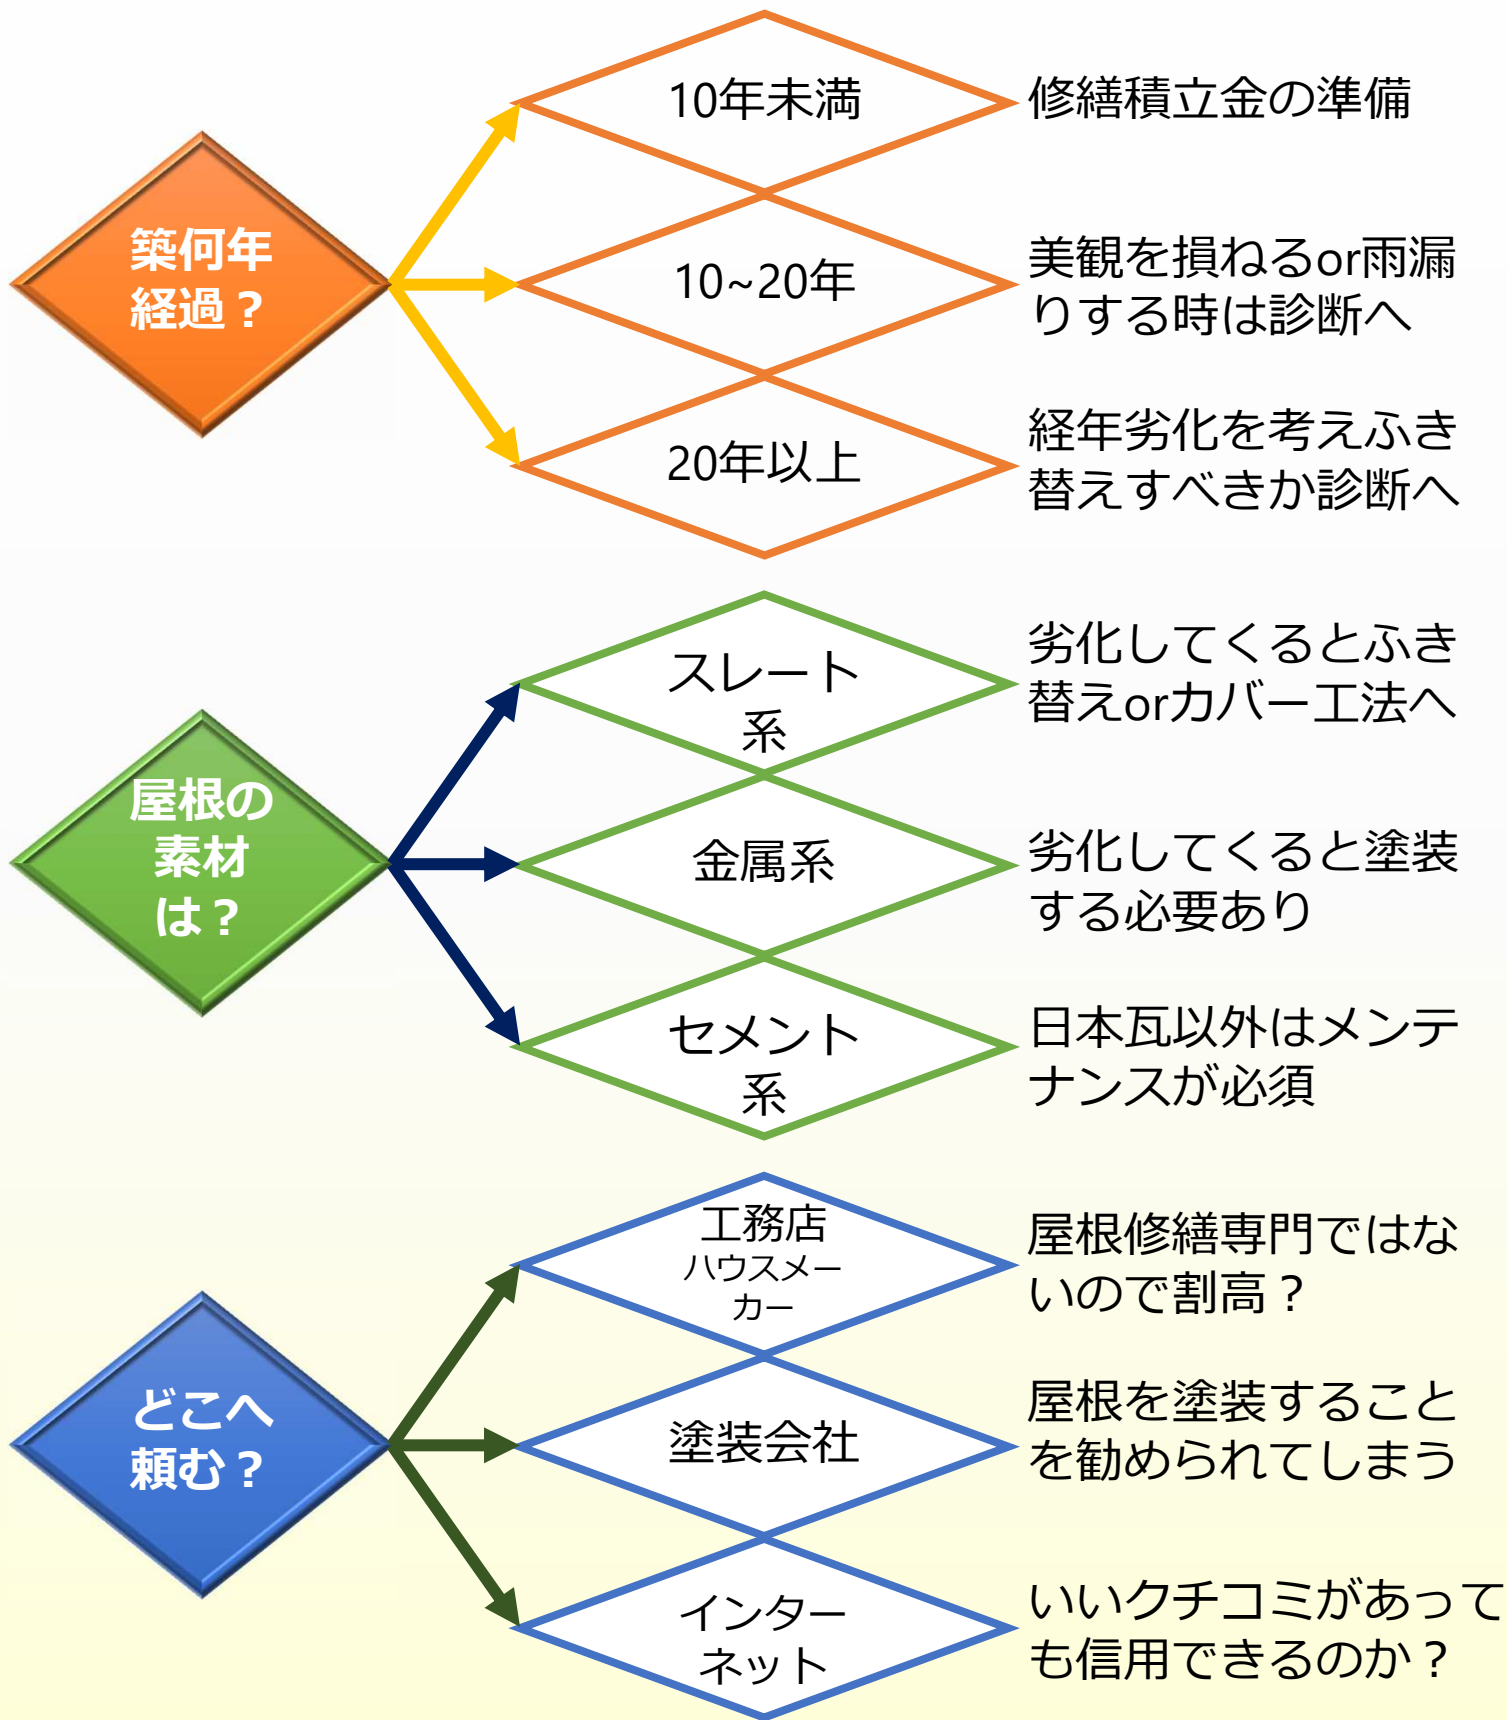 築何年
経過？
10年未満
修繕積立金の準備
10~20年
美観を損ねるor雨漏
りする時は診断へ
20年以上
経年劣化を考えふき
替えすべきか診断へ
屋根の
素材
は？
スレート
系
劣化してくるとふき
替えorカバー工法へ
金属系
劣化してくると塗装
する必要あり
セメント
系
日本瓦以外はメンテ
ナンスが必須
どこへ
頼む？
工務店
ハウスメー
カー
屋根修繕専門ではな
いので割高？
塗装会社
屋根を塗装すること
を勧められてしまう
インター
ネット
いいクチコミがあって
も信用できるのか？